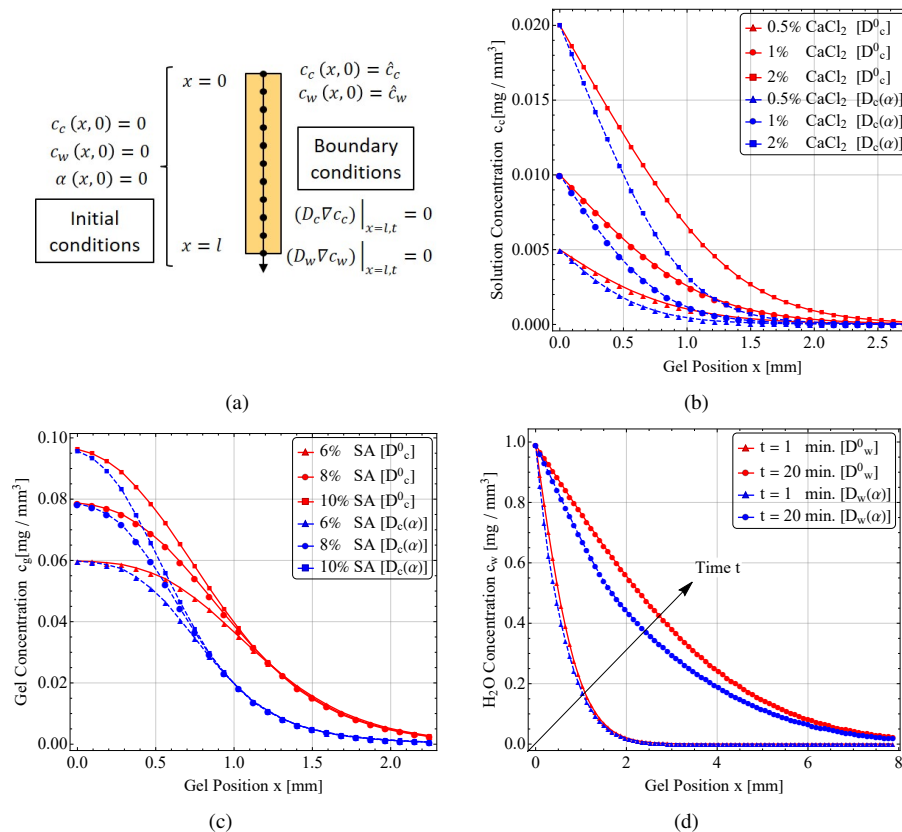 x = 0
c_c (x, 0) = ĉ_c
c_w (x, 0) = ĉ_w
c_c (x, 0) = 0
c_w (x, 0) = 0
α (x, 0) = 0
Boundary
conditions
Initial
conditions
(D_c ∇c_c)|_{x=l,t} = 0
x = l
(D_w ∇c_w)|_{x=l,t} = 0
(a)
Solution Concentration c_c[mg / mm³]
0.020
0.015
0.010
0.005
0.000
0.5% CaCl₂ [D⁰_c]
1% CaCl₂ [D⁰_c]
2% CaCl₂ [D⁰_c]
0.5% CaCl₂ [D_c(α)]
1% CaCl₂ [D_c(α)]
2% CaCl₂ [D_c(α)]
0.0 0.5 1.0 1.5 2.0 2.5
Gel Position x [mm]
(b)
Gel Concentration c_g[mg / mm³]
0.10
0.08
0.06
0.04
0.02
0.00
6% SA [D⁰_c]
8% SA [D⁰_c]
10% SA [D⁰_c]
6% SA [D_c(α)]
8% SA [D_c(α)]
10% SA [D_c(α)]
0.0 0.5 1.0 1.5 2.0
Gel Position x [mm]
(c)
H₂O Concentration c_w [mg / mm³]
1.0
0.8
0.6
0.4
0.2
0.0
t = 1 min. [D⁰_w]
t = 20 min. [D⁰_w]
t = 1 min. [D_w(α)]
t = 20 min. [D_w(α)]
Time t
0 2 4 6 8
Gel Position x [mm]
(d)